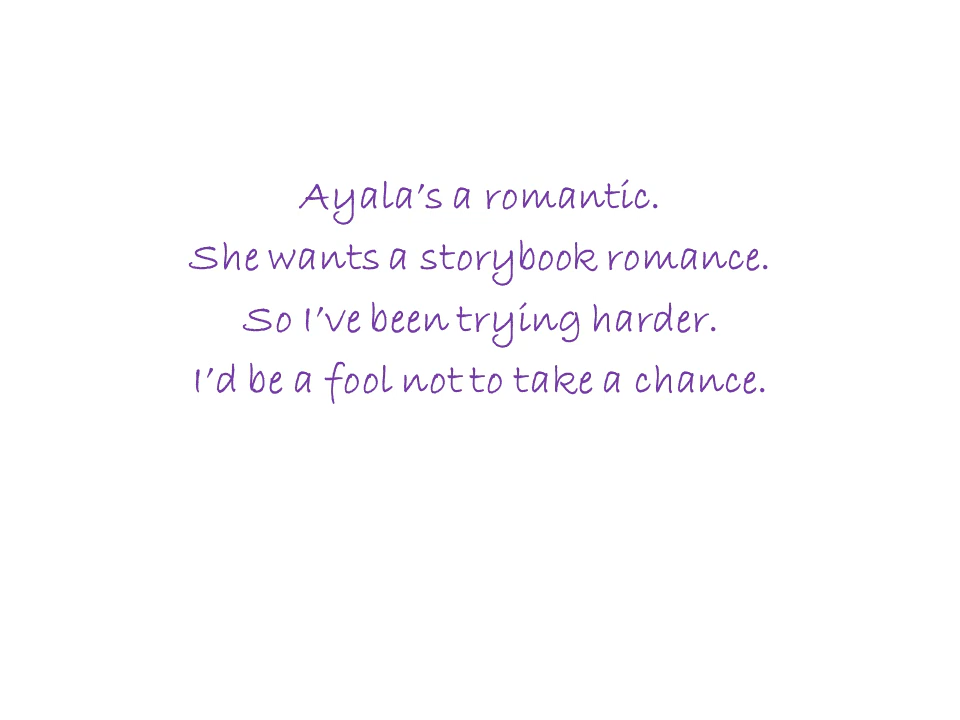 Ayala’s a romantic.
She wants a storybook romance.
So I’ve been trying harder.
I’d be a fool not to take a chance.